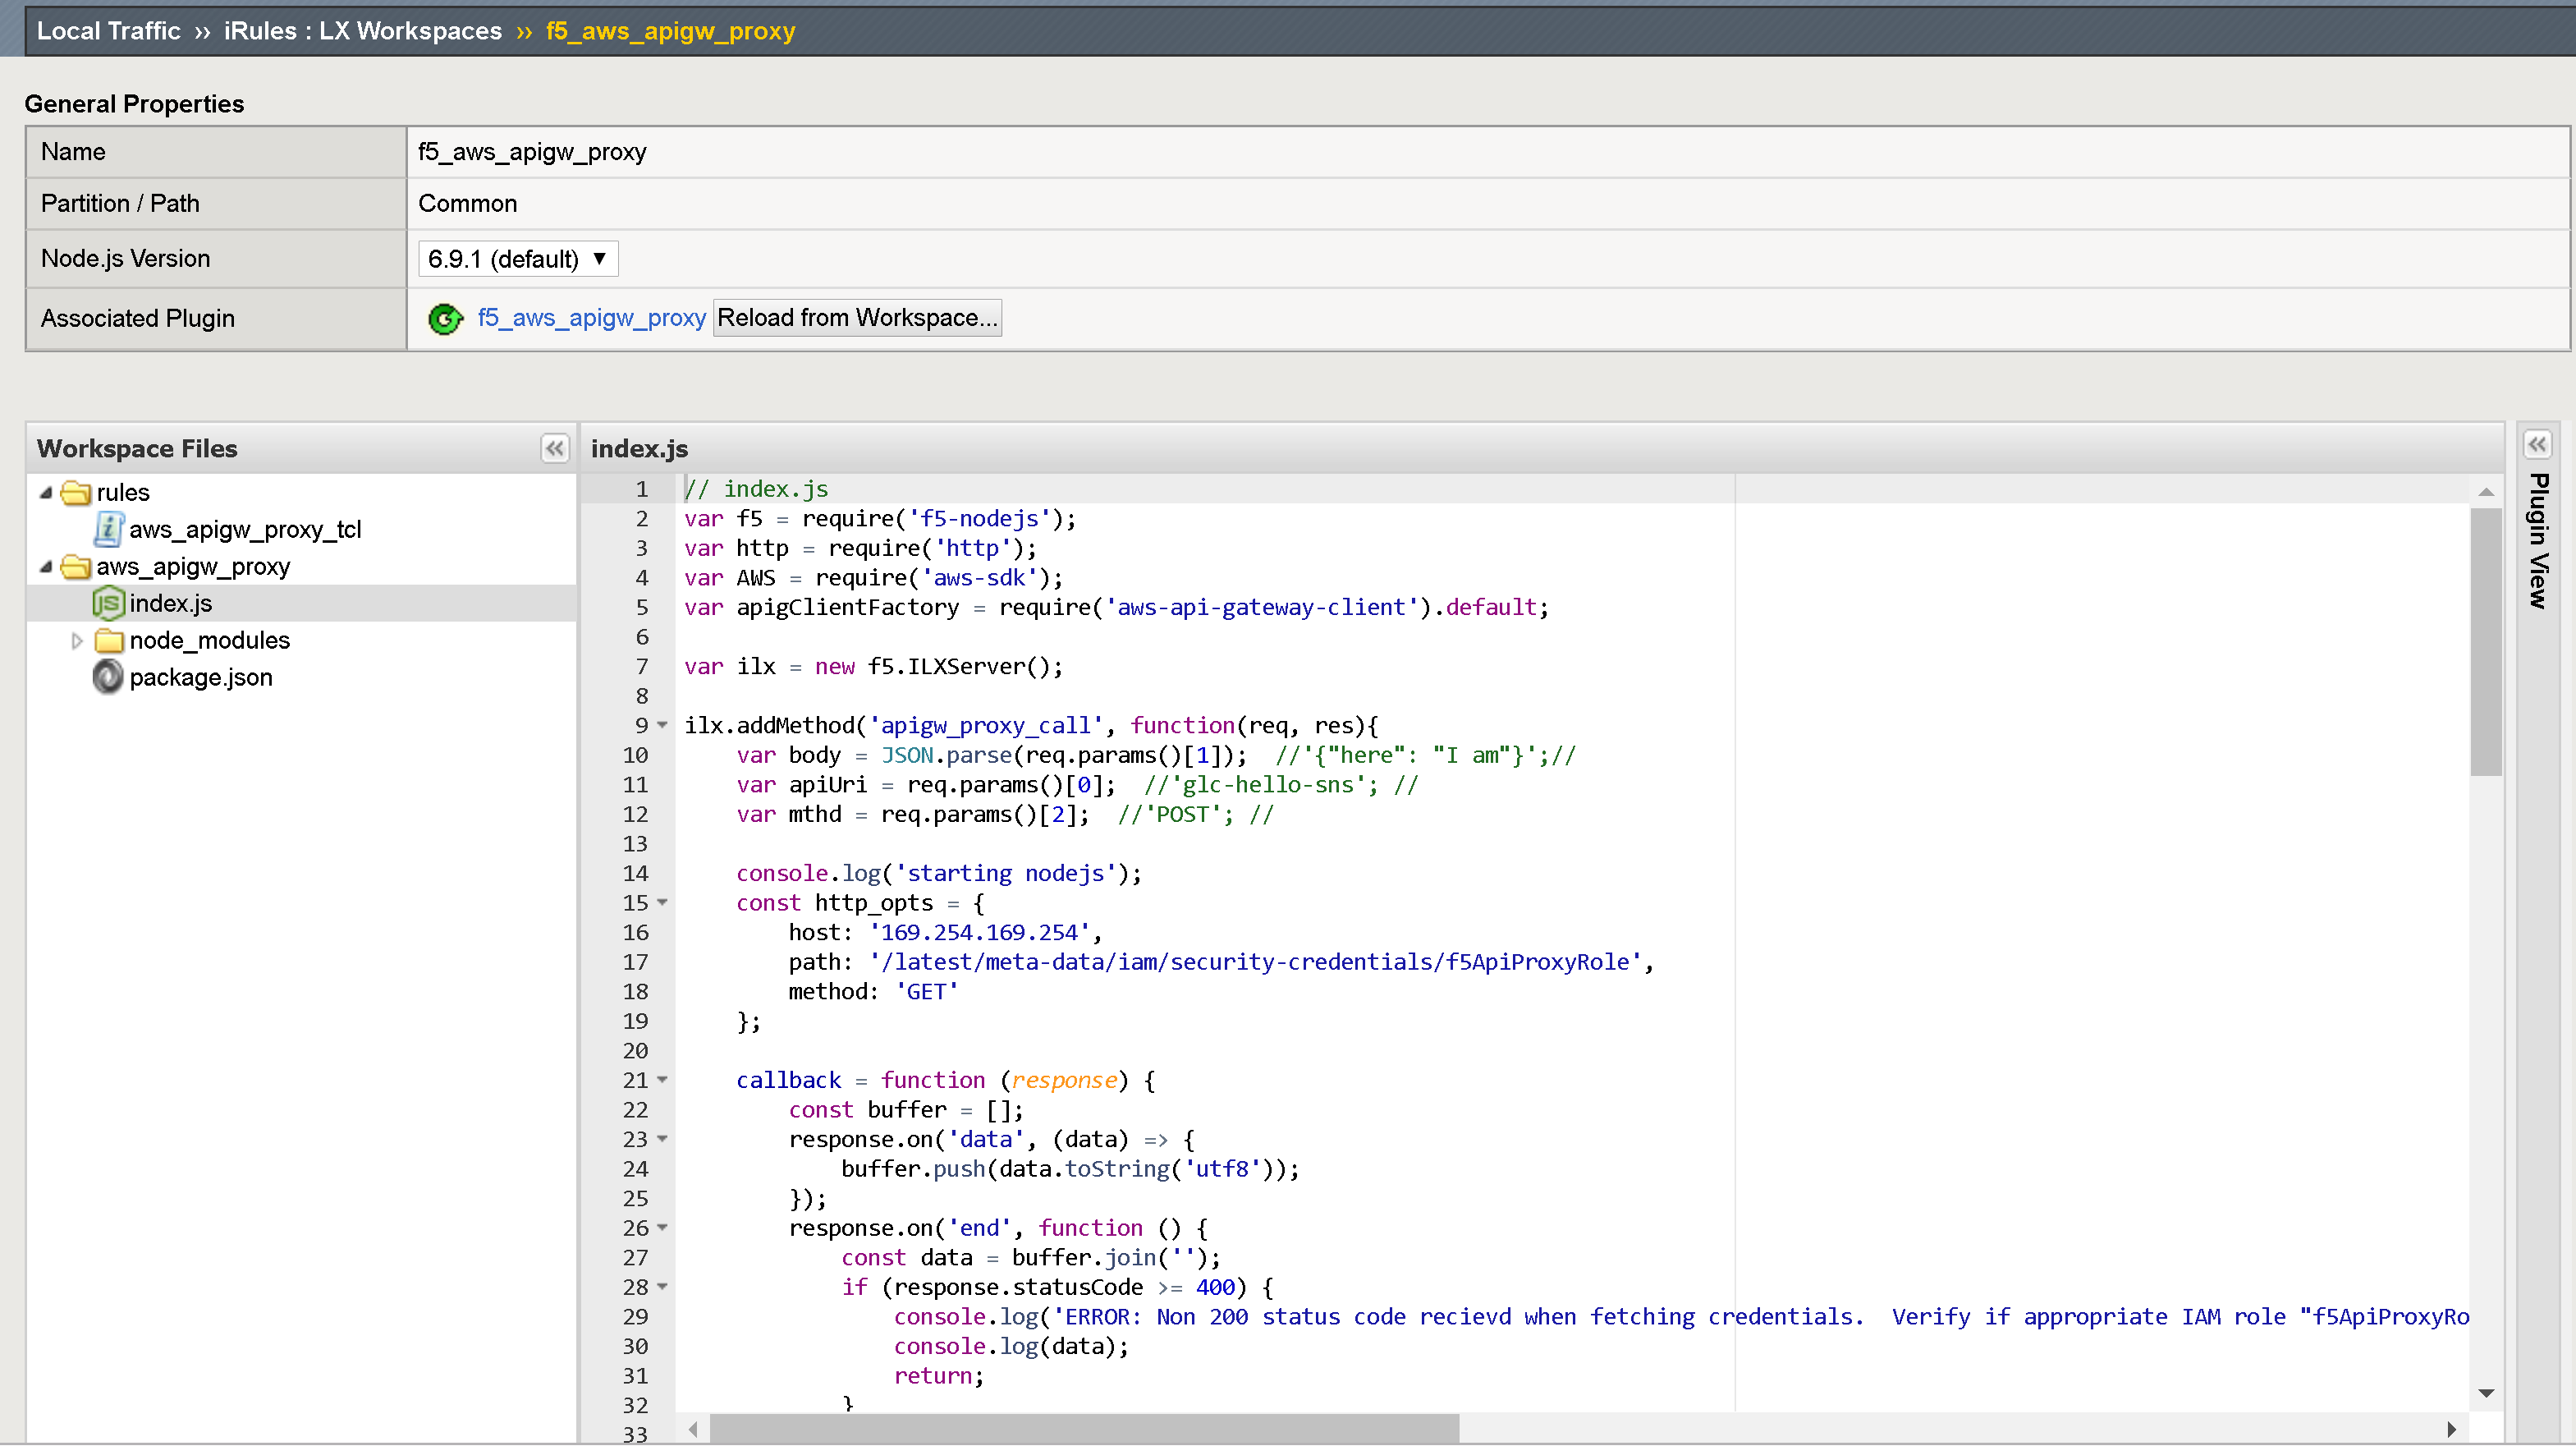 Local Traffic ›› iRules : LX Workspaces ›› f5_aws_apigw_proxy
General Properties
Name f5_aws_apigw_proxy
Partition / Path Common
Node.js Version 6.9.1 (default) ▼
Associated Plugin f5_aws_apigw_proxy Reload from Workspace...
Workspace Files
rules
aws_apigw_proxy_tcl
aws_apigw_proxy
index.js
node_modules
package.json
index.js
1 // index.js
2 var f5 = require('f5-nodejs');
3 var http = require('http');
4 var AWS = require('aws-sdk');
5 var apigClientFactory = require('aws-api-gateway-client').default;
6
7 var ilx = new f5.ILXServer();
8
9 ilx.addMethod('apigw_proxy_call', function(req, res){
10     var body = JSON.parse(req.params()[1]);  //'{"here": "I am"}';//
11     var apiUri = req.params()[0];  //'glc-hello-sns'; //
12     var mthd = req.params()[2];  //'POST'; //
13
14     console.log('starting nodejs');
15     const http_opts = {
16         host: '169.254.169.254',
17         path: '/latest/meta-data/iam/security-credentials/f5ApiProxyRole',
18         method: 'GET'
19     };
20
21     callback = function (response) {
22         const buffer = [];
23         response.on('data', (data) => {
24             buffer.push(data.toString('utf8'));
25         });
26         response.on('end', function () {
27             const data = buffer.join('');
28             if (response.statusCode >= 400) {
29                 console.log('ERROR: Non 200 status code recievd when fetching credentials.  Verify if appropriate IAM role "f5ApiProxyRo
30                 console.log(data);
31                 return;
32             }
33
Plugin View